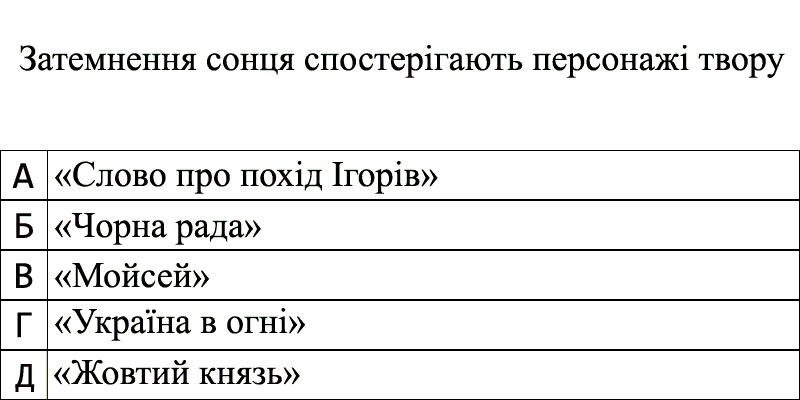 Затемнення сонця спостерігають персонажі твору
А «Слово про похід Ігорів»
Б «Чорна рада»
В «Мойсей»
Г «Україна в огні»
Д «Жовтий князь»